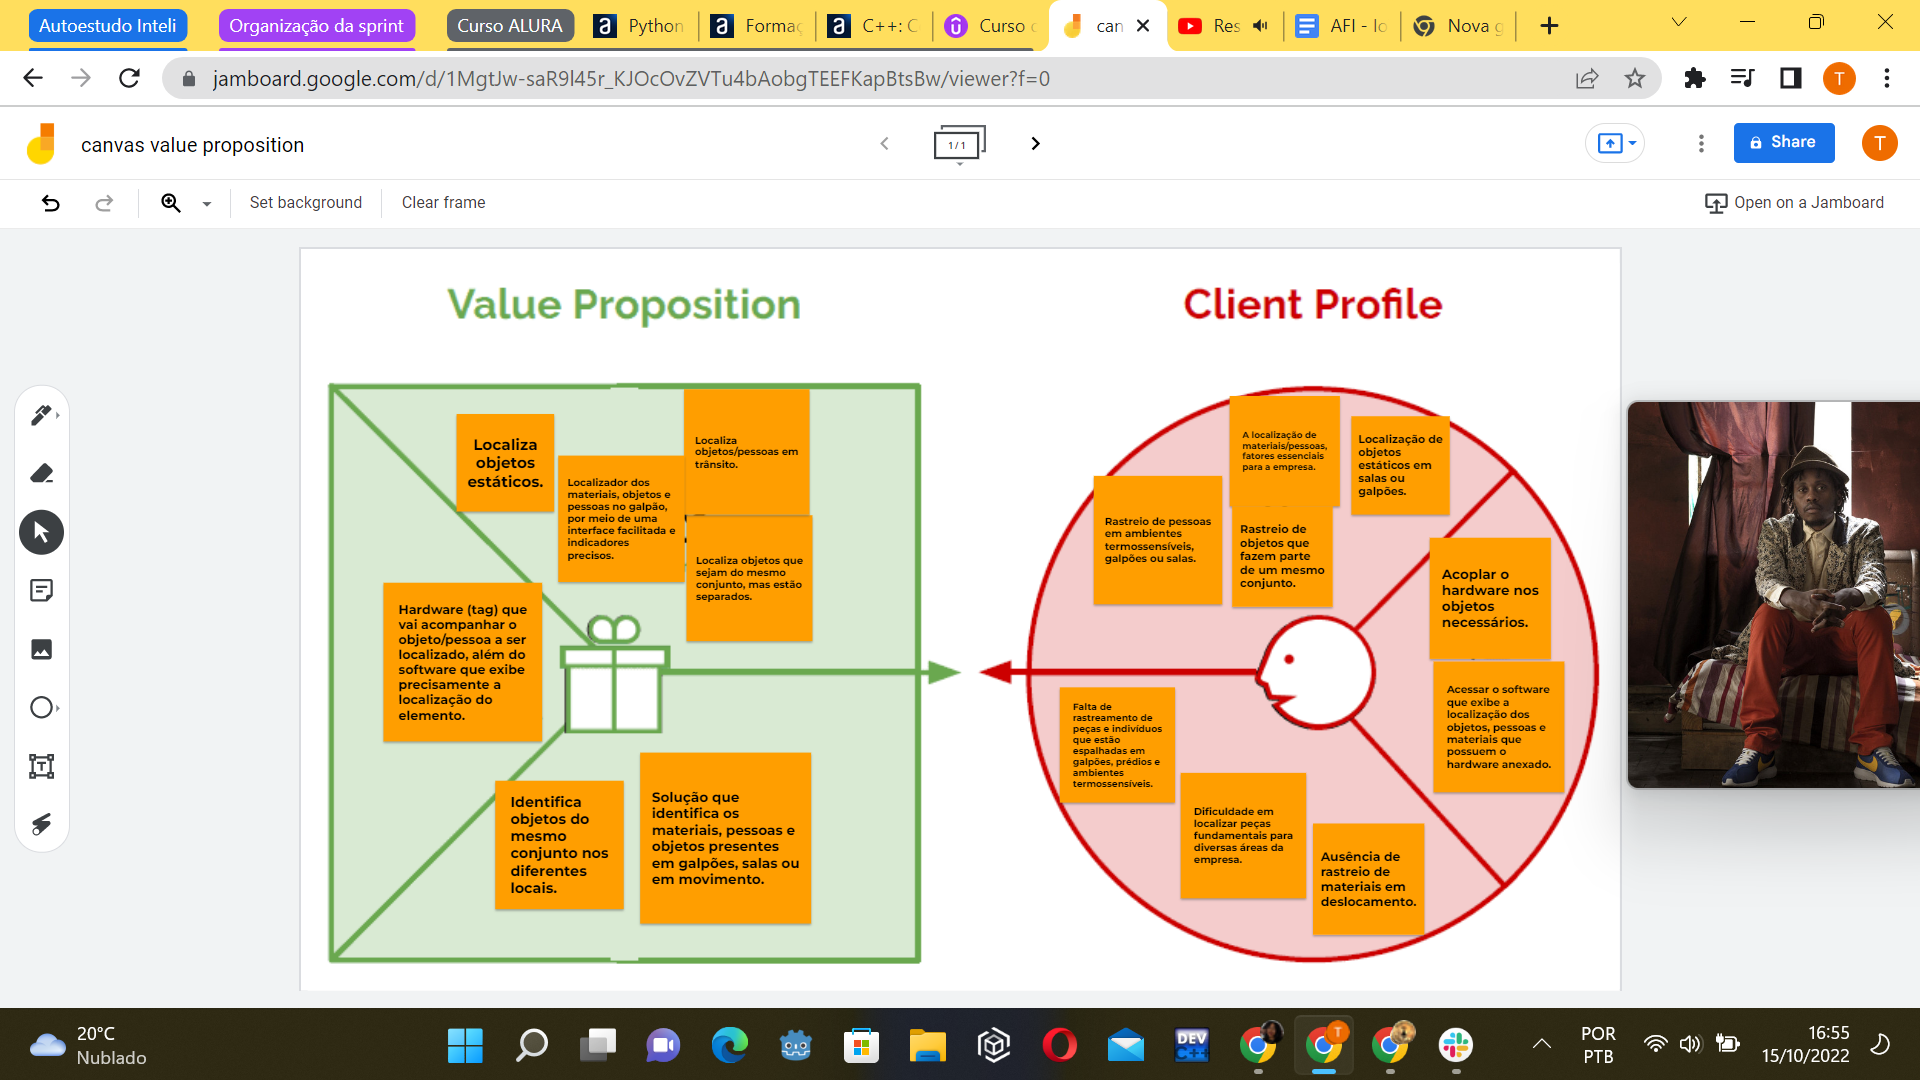 Autoestudo Inteli
Organização da sprint
Curso ALURA
Python
Formaç
C++: C
Curso
can
Res
AFI - Io
Nova g
jamboard.google.com/d/1MgtJw-saR9l45r_KJOcOvZVTu4bAobgTEEFKapBtsBw/viewer?f=0
T
canvas value proposition
1 / 1
Share
T
Set background
Clear frame
Open on a Jamboard
Value Proposition
Client Profile
Localiza
objetos
estáticos.
Localizador dos
materiais, objetos e
pessoas no galpão,
por meio de uma
interface facilitada e
indicadores
precisos.
Localiza
objetos/pessoas em
trânsito.
Localiza objetos que
sejam do mesmo
conjunto, mas estão
separados.
Hardware (tag) que
vai acompanhar o
objeto/pessoa a ser
localizado, além do
software que exibe
precisamente a
localização do
elemento.
Identifica
objetos do
mesmo
conjunto nos
diferentes
locais.
Solução que
identifica os
materiais, pessoas e
objetos presentes
em galpões, salas ou
em movimento.
A localização de
materiais/pessoas,
fatores essenciais
para a empresa.
Localização de
objetos
estáticos em
salas ou
galpões.
Rastreio de pessoas
em ambientes
termossensíveis,
galpões ou salas.
Rastreio de
objetos que
fazem parte
de um mesmo
conjunto.
Acoplar o
hardware nos
objetos
necessários.
Acessar o software
que exibe a
localização dos
objetos, pessoas e
materiais que
possuem o
hardware anexado.
Falta de
rastreamento de
peças e indivíduos
que estão
espalhadas em
galpões, prédios e
ambientes
termossensíveis.
Dificuldade em
localizar peças
fundamentais para
diversas áreas da
empresa.
Ausência de
rastreio de
materiais em
deslocamento.
20°C
Nublado
DEV
C++
T
POR
PTB
16:55
15/10/2022